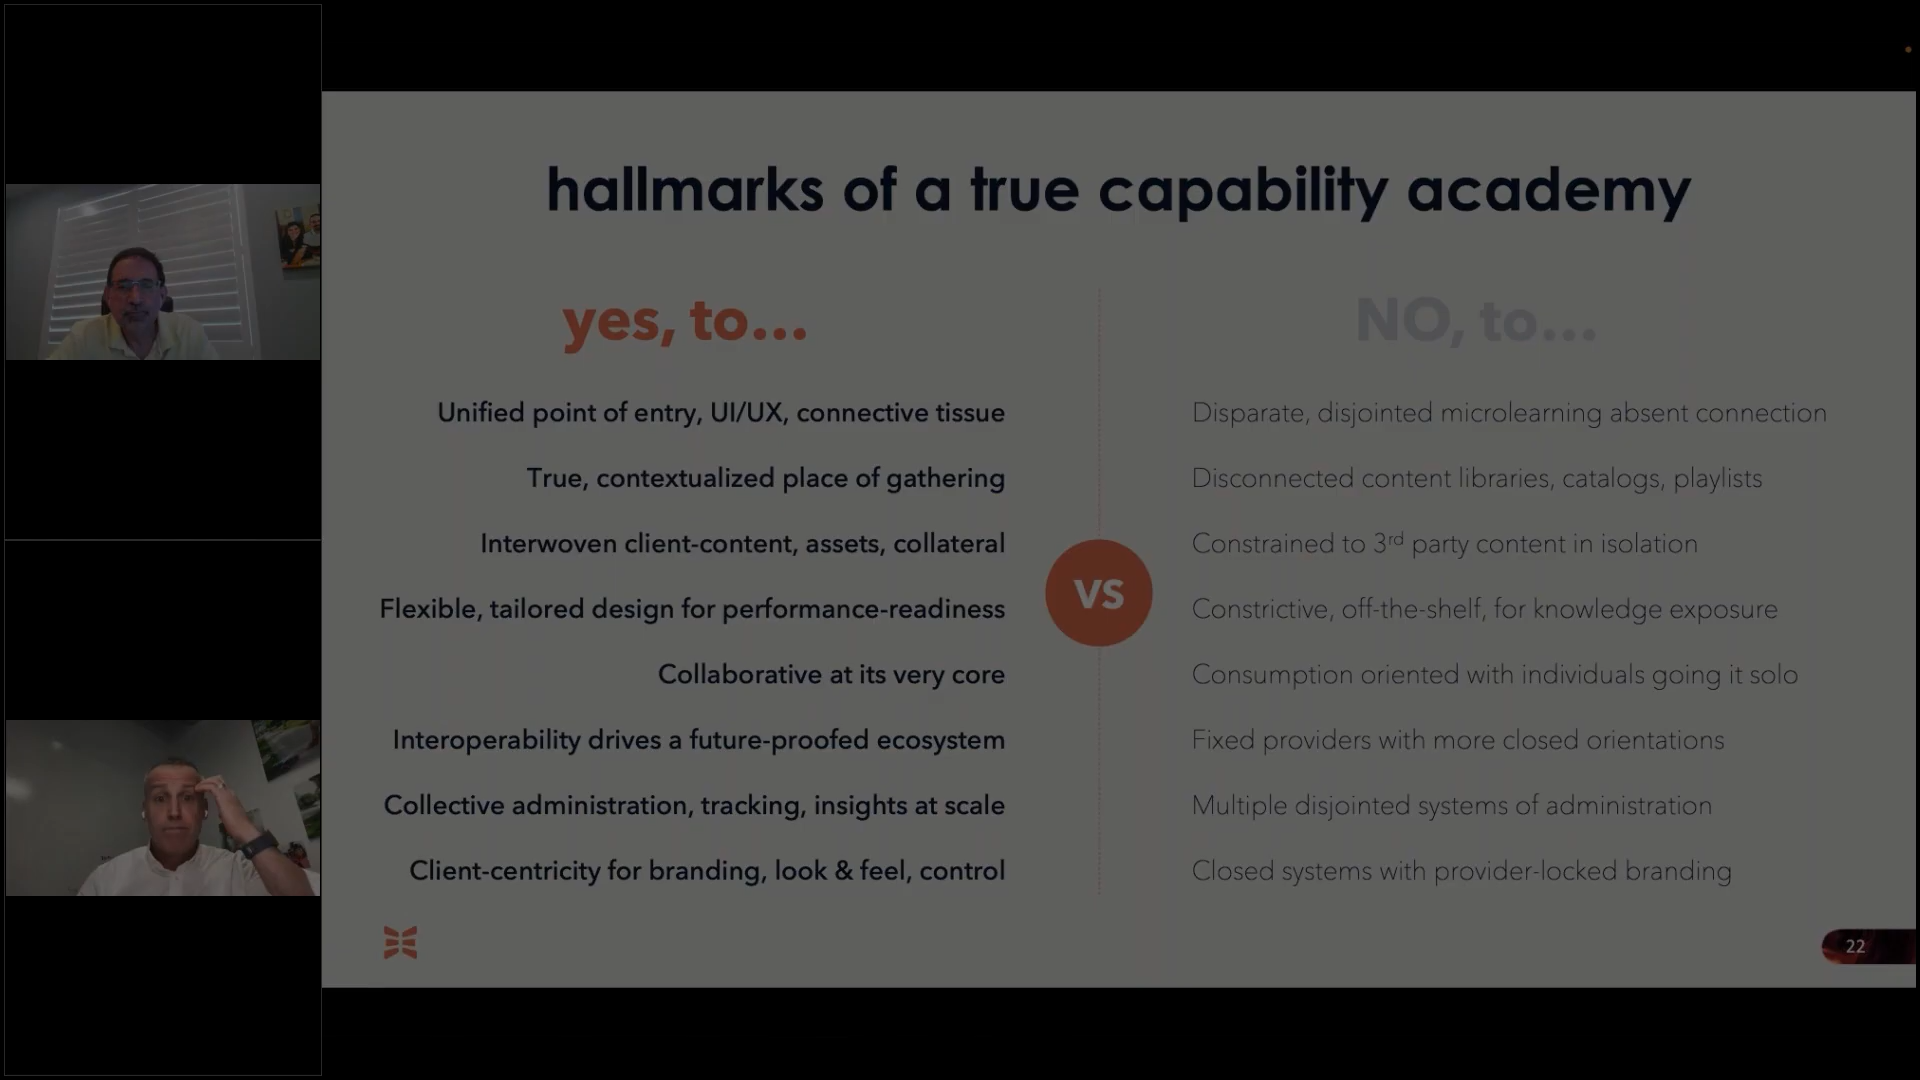 hallmarks of a true capability academy
yes, to...
NO, to...
Unified point of entry, UI/UX, connective tissue
Disparate, disjointed microlearning absent connection
True, contextualized place of gathering
Disconnected content libraries, catalogs, playlists
Interwoven client-content, assets, collateral
Constrained to 3rd party content in isolation
VS
Flexible, tailored design for performance-readiness
Constrictive, off-the-shelf, for knowledge exposure
Collaborative at its very core
Consumption oriented with individuals going it solo
Interoperability drives a future-proofed ecosystem
Fixed providers with more closed orientations
Collective administration, tracking, insights at scale
Multiple disjointed systems of administration
Client-centricity for branding, look & feel, control
Closed systems with provider-locked branding
22